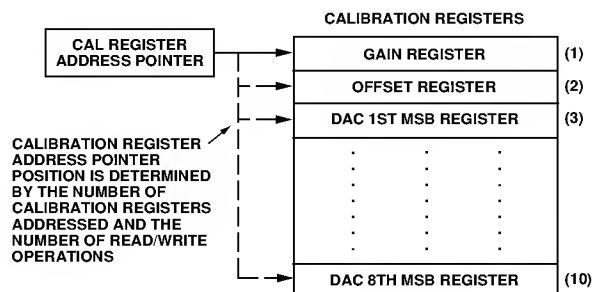 CALIBRATION REGISTERS
CAL REGISTER
ADDRESS POINTER
GAIN REGISTER (1)
OFFSET REGISTER (2)
DAC 1ST MSB REGISTER (3)
CALIBRATION REGISTER
ADDRESS POINTER
POSITION IS DETERMINED
BY THE NUMBER OF
CALIBRATION REGISTERS
ADDRESSED AND THE
NUMBER OF READ/WRITE
OPERATIONS
DAC 8TH MSB REGISTER (10)